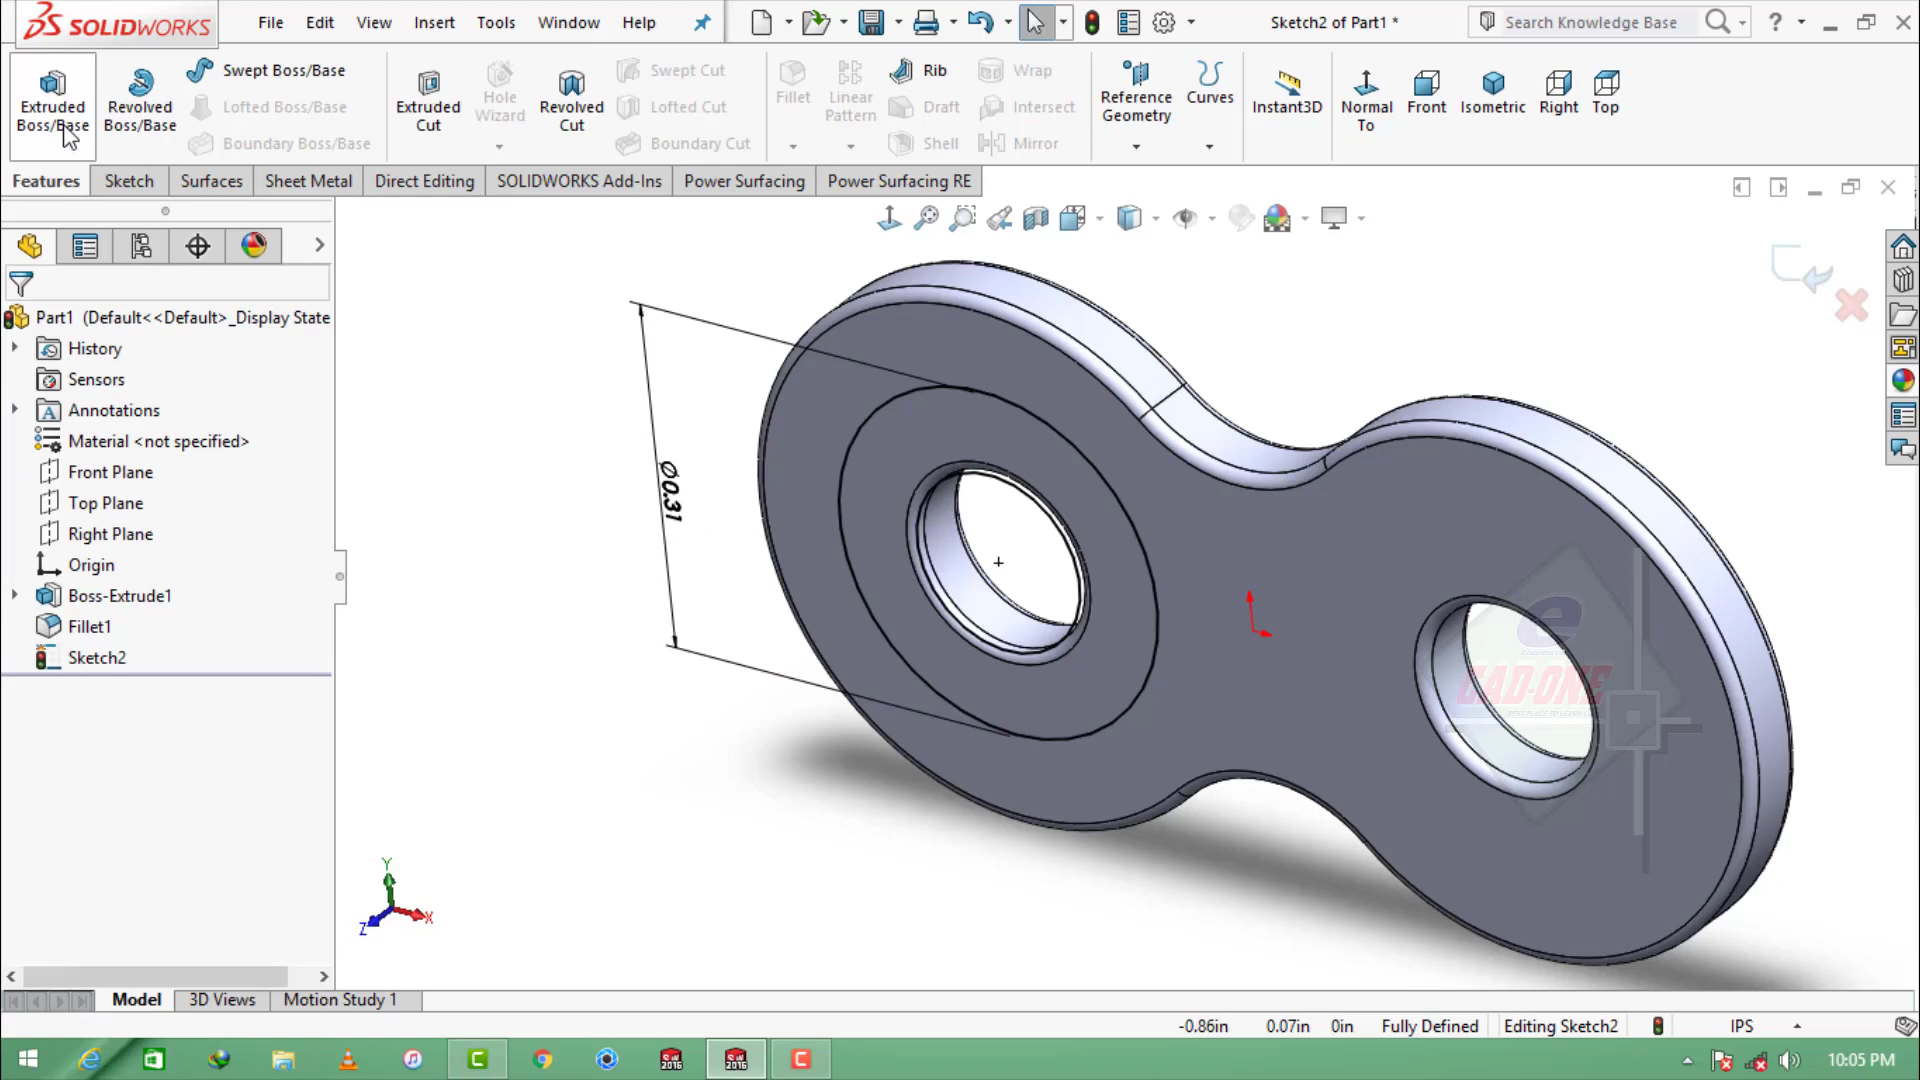 SOLIDWORKS
File Edit View Insert Tools Window Help
Sketch2 of Part1 *
Search Knowledge Base
Extruded Boss/Base
Revolved Boss/Base
Swept Boss/Base
Lofted Boss/Base
Boundary Boss/Base
Extruded Cut
Hole Wizard
Revolved Cut
Swept Cut
Lofted Cut
Boundary Cut
Fillet
Linear Pattern
Rib
Draft
Shell
Wrap
Intersect
Mirror
Reference Geometry
Curves
Instant3D
Normal To
Front
Isometric
Right
Top
Features Sketch Surfaces Sheet Metal Direct Editing SOLIDWORKS Add-Ins Power Surfacing Power Surfacing RE
Part1 (Default<<Default>_Display State
History
Sensors
Annotations
Material <not specified>
Front Plane
Top Plane
Right Plane
Origin
Boss-Extrude1
Fillet1
Sketch2
Ø0.31
e
CAD-ONE
Y
X
Z
Model 3D Views Motion Study 1
-0.86in 0.07in 0in Fully Defined Editing Sketch2 IPS
SW 2016
SW 2016
10:05 PM